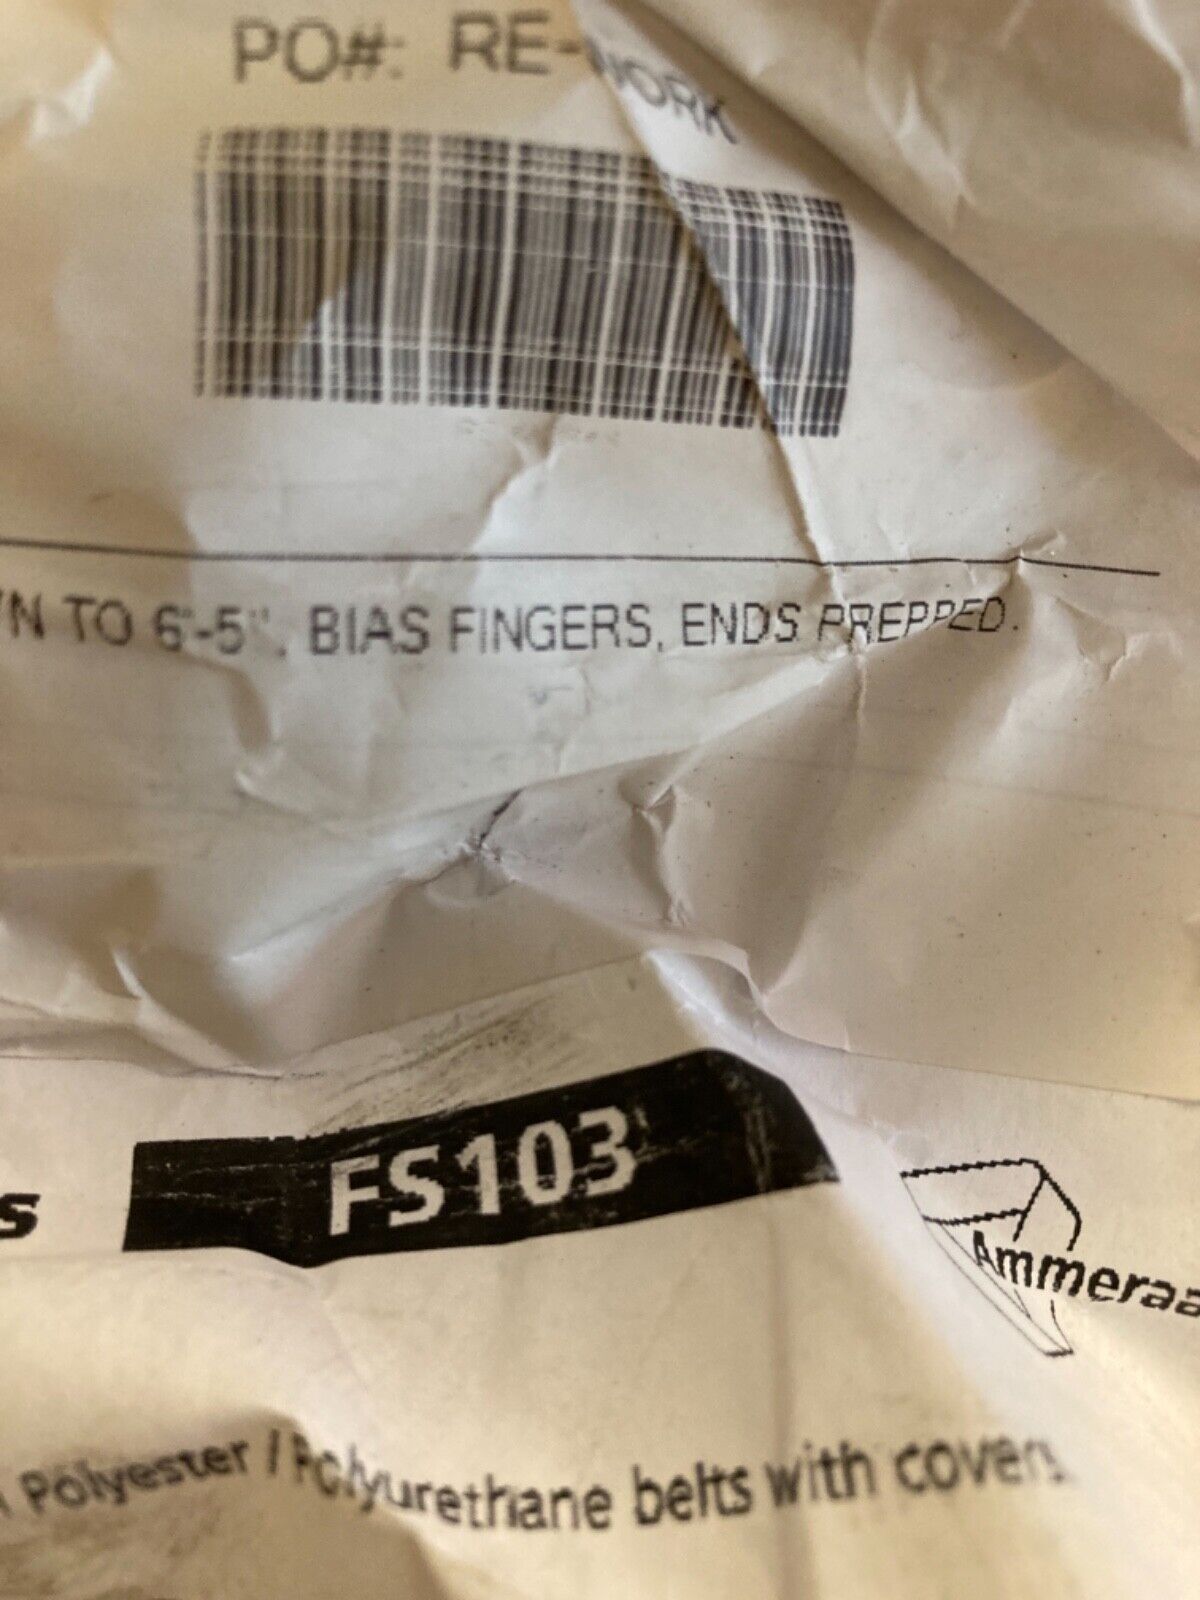 PO#: RE-WORK
TO 6'-5", BIAS FINGERS, ENDS PREPPED.
FS103
Ammeraa
Polyester / Polyurethane belts with covers